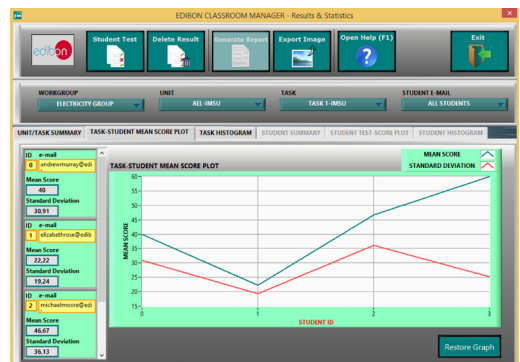 EDIBON CLASSROOM MANAGER - Results & Statistics
edibon
Student Test
Delete Result
Generate Report
Export Image
Open Help (F1)
Exit
WORKGROUP
UNIT
TASK
STUDENT E-MAIL
ELECTRICITY GROUP
AEL-IMSU
TASK 1-IMSU
ALL STUDENTS
UNIT/TASK SUMMARY
TASK-STUDENT MEAN SCORE PLOT
TASK HISTOGRAM
STUDENT SUMMARY
STUDENT TEST-SCORE PLOT
STUDENT HISTOGRAM
ID e-mail
0 andrewmurray@edi
Mean Score
40
Standard Deviation
30,91
ID e-mail
1 elizabethrose@edib
Mean Score
22,22
Standard Deviation
19,24
ID e-mail
2 michaelmoore@edi
Mean Score
46,67
Standard Deviation
36,13
TASK-STUDENT MEAN SCORE PLOT
MEAN SCORE
STANDARD DEVIATION
60
55
50
45
40
35
30
25
20
15
MEAN SCORE
0
1
2
3
STUDENT ID
Restore Graph